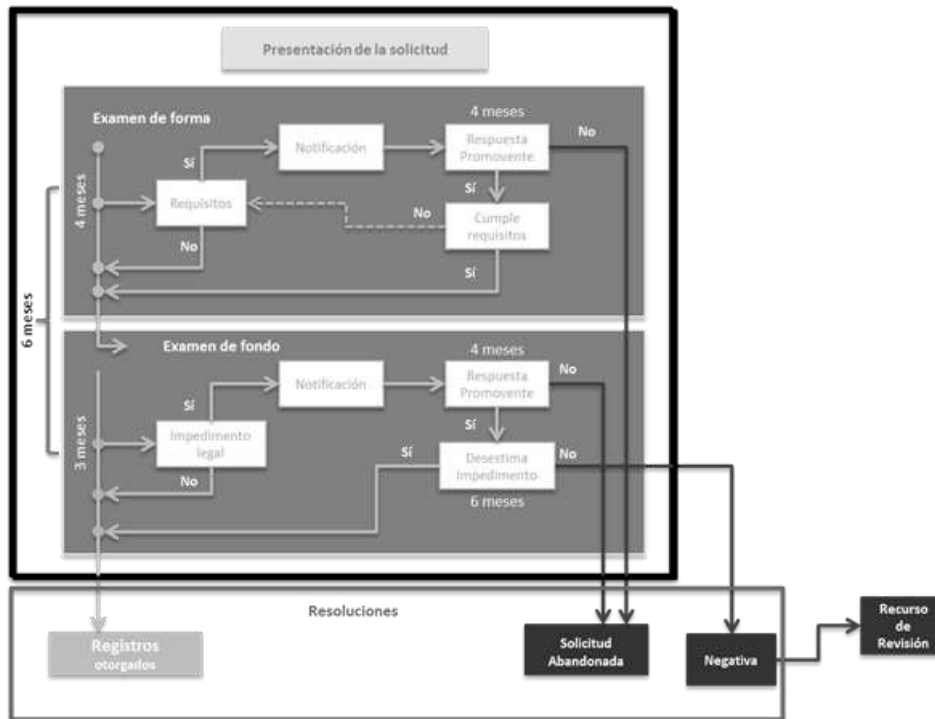 Presentación de la solicitud
Examen de forma
4 meses
No
Notificación
Respuesta
Promovente
Sí
Sí
4 meses
Requisitos
No
Cumple
requisitos
No
Sí
6 meses
Examen de fondo
4 meses
No
Notificación
Respuesta
Promovente
Sí
Sí
3 meses
Impedimento
legal
Sí
Desestima
Impedimento
No
No
6 meses
Resoluciones
Registros
otorgados
Solicitud
Abandonada
Negativa
Recurso
de
Revisión